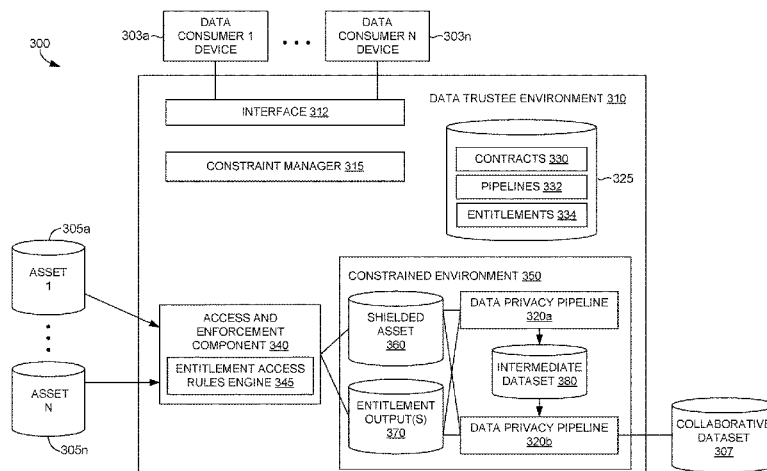 300
303a
DATA
CONSUMER 1
DEVICE
• • •
DATA
CONSUMER N
DEVICE
303n
INTERFACE 312
DATA TRUSTEE ENVIRONMENT 310
CONSTRAINT MANAGER 315
CONTRACTS 330
PIPELINES 332
ENTITLEMENTS 334
325
305a
ASSET
1
ASSET
N
305n
ACCESS AND
ENFORCEMENT
COMPONENT 340
ENTITLEMENT ACCESS
RULES ENGINE 345
CONSTRAINED ENVIRONMENT 350
SHIELDED
ASSET
360
ENTITLEMENT
OUTPUT(S)
370
DATA PRIVACY PIPELINE
320a
INTERMEDIATE
DATASET 380
DATA PRIVACY PIPELINE
320b
COLLABORATIVE
DATASET
307